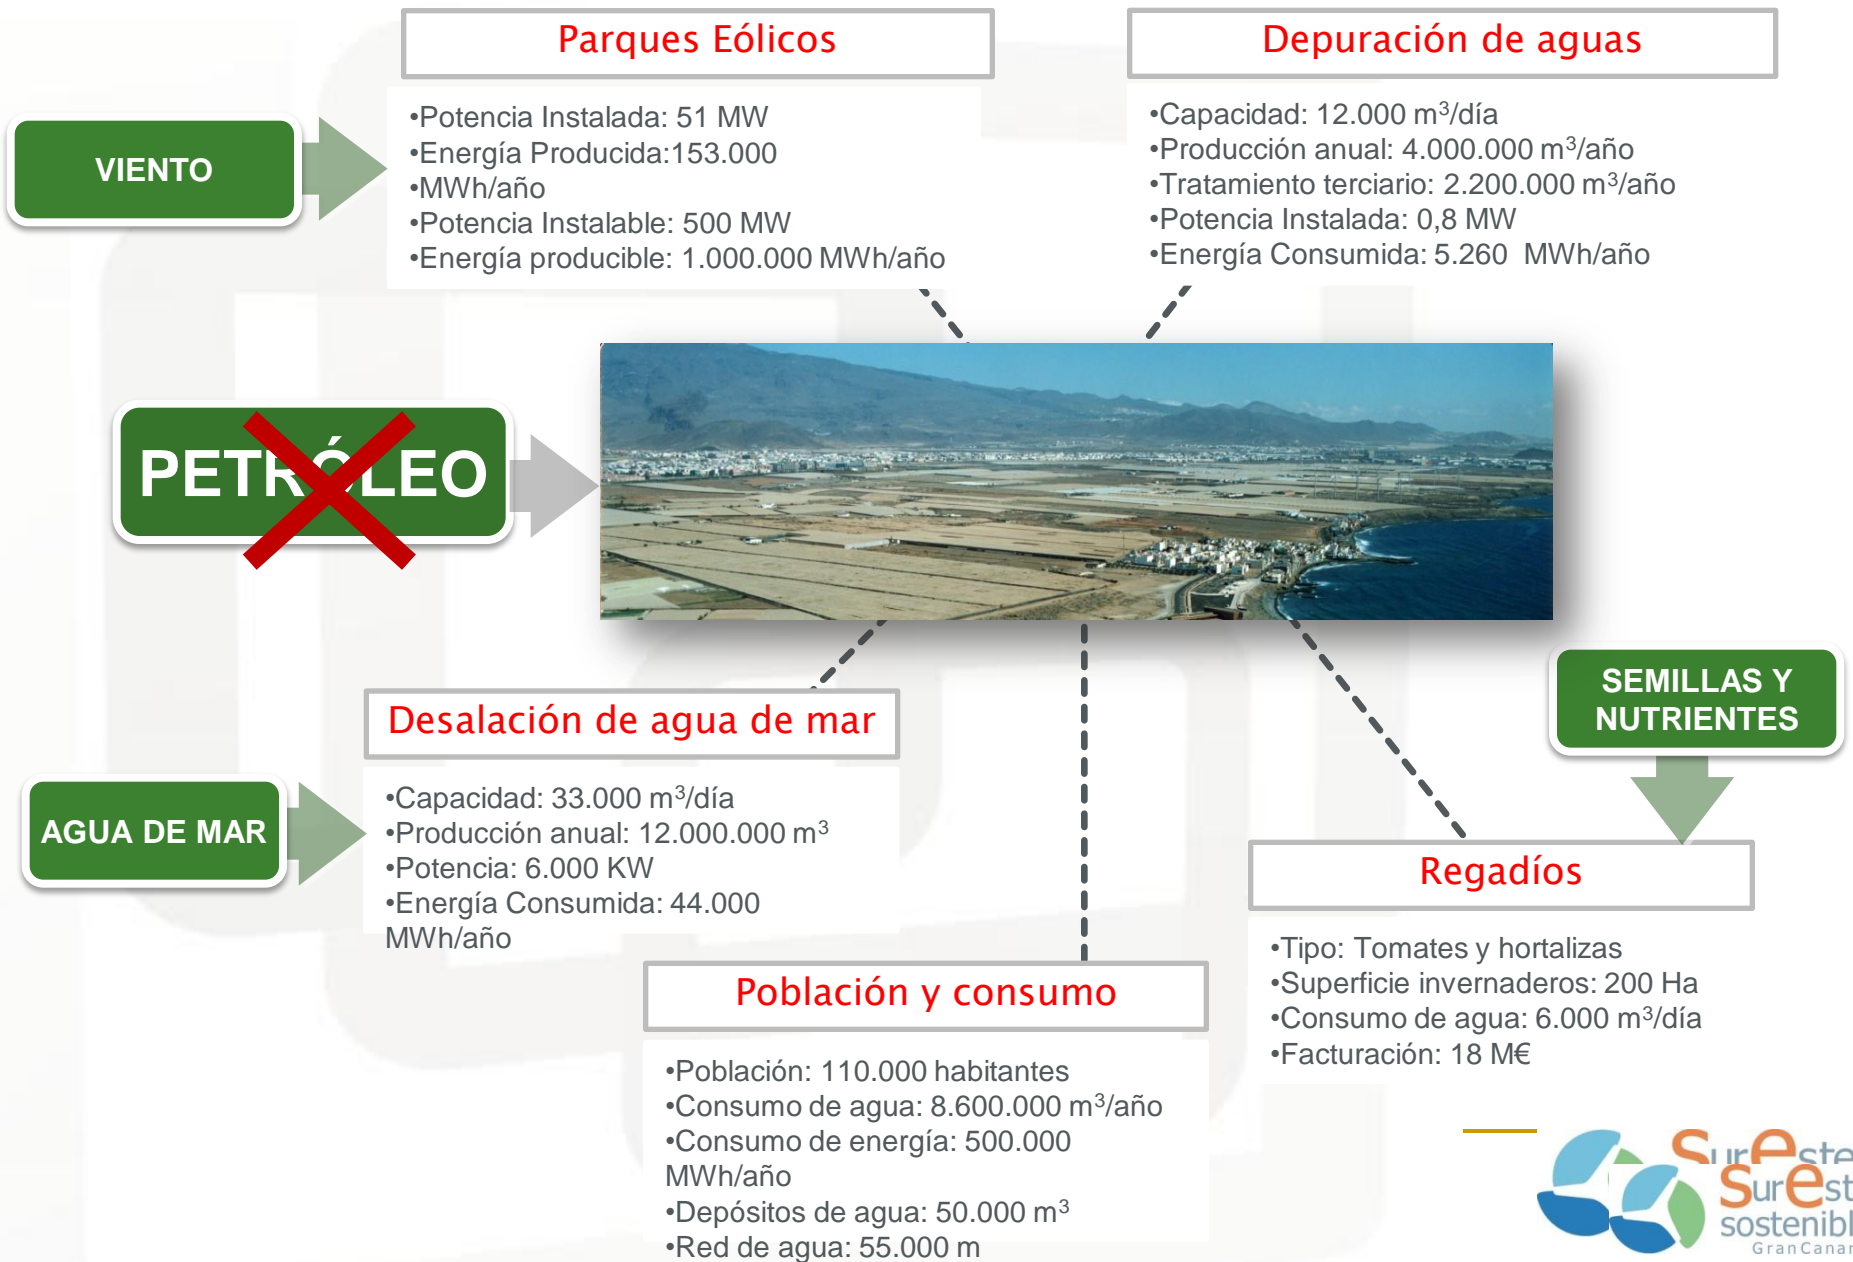 Parques Eólicos
•Potencia Instalada: 51 MW
•Energía Producida:153.000
•MWh/año
•Potencia Instalable: 500 MW
•Energía producible: 1.000.000 MWh/año
Depuración de aguas
•Capacidad: 12.000 m³/día
•Producción anual: 4.000.000 m³/año
•Tratamiento terciario: 2.200.000 m³/año
•Potencia Instalada: 0,8 MW
•Energía Consumida: 5.260 MWh/año
VIENTO
PETRÓLEO
SEMILLAS Y
NUTRIENTES
Desalación de agua de mar
•Capacidad: 33.000 m³/día
•Producción anual: 12.000.000 m³
•Potencia: 6.000 KW
•Energía Consumida: 44.000
MWh/año
AGUA DE MAR
Regadíos
•Tipo: Tomates y hortalizas
•Superficie invernaderos: 200 Ha
•Consumo de agua: 6.000 m³/día
•Facturación: 18 M€
Población y consumo
•Población: 110.000 habitantes
•Consumo de agua: 8.600.000 m³/año
•Consumo de energía: 500.000
MWh/año
•Depósitos de agua: 50.000 m³
•Red de agua: 55.000 m
Sureste
Surest
sostenibl
GranCanar